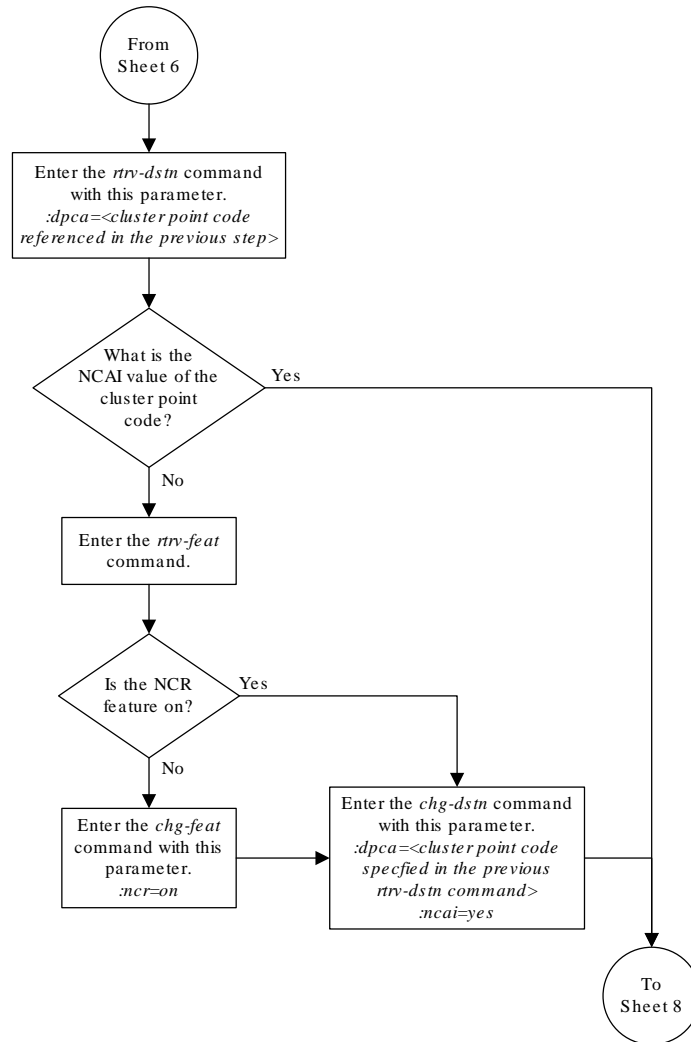 From
Sheet 6
Enter the rtrv-dstn command
with this parameter.
:dpca=<cluster point code
referenced in the previous step>
What is the
NCAI value of the
cluster point
code?
Yes
No
Enter the rtrv-feat
command.
Is the NCR
feature on?
Yes
No
Enter the chg-feat
command with this
parameter.
:ncr=on
Enter the chg-dstn command
with this parameter.
:dpca=<cluster point code
specfied in the previous
rtrv-dstn command>
:ncai=yes
To
Sheet 8